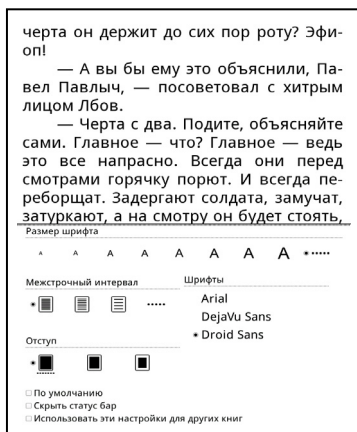 черта он держит до сих пор роту? Эфи-
оп!
— А вы бы ему это объяснили, Па-
вел Павлыч, — посоветовал с хитрым
лицом Лбов.
— Черта с два. Подите, объясняйте
сами. Главное — что? Главное — ведь
это все напрасно. Всегда они перед
смотрами горячку порют. И всегда пе-
реборщат. Задергают солдата, замучат,
затуркают, а на смотру он будет стоять,
Размер шрифта
A A A A A A A A
Межстрочный интервал
Шрифты
Arial
DejaVu Sans
Droid Sans
Отступ
По умолчанию
Скрыть статус бар
Использовать эти настройки для других книг